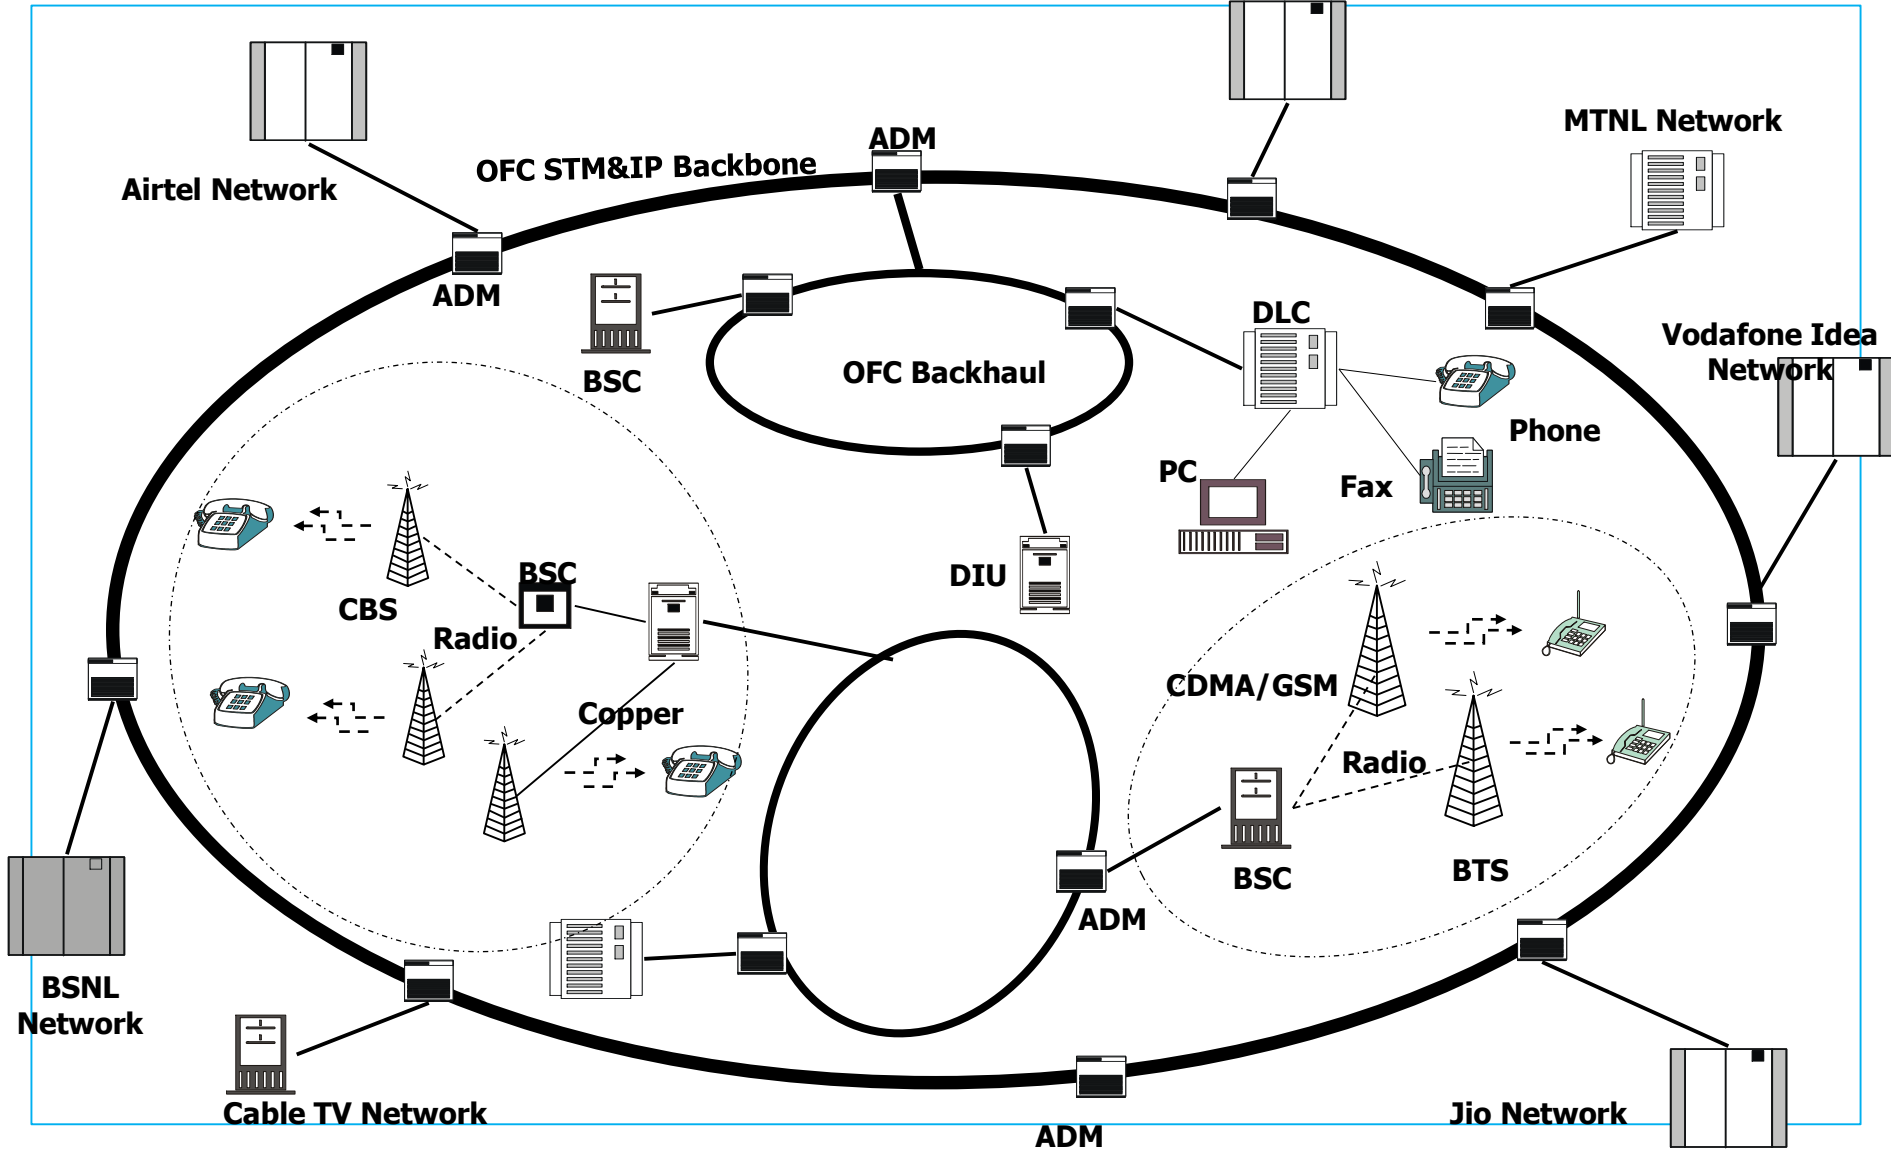 MTNL Network
ADM
OFC STM&IP Backbone
Airtel Network
ADM
DLC
Vodafone Idea
Network
BSC
OFC Backhaul
Phone
PC
Fax
BSC
DIU
CBS
Radio
CDMA/GSM
Copper
Radio
BSC
BTS
ADM
BSNL
Network
Cable TV Network
Jio Network
ADM